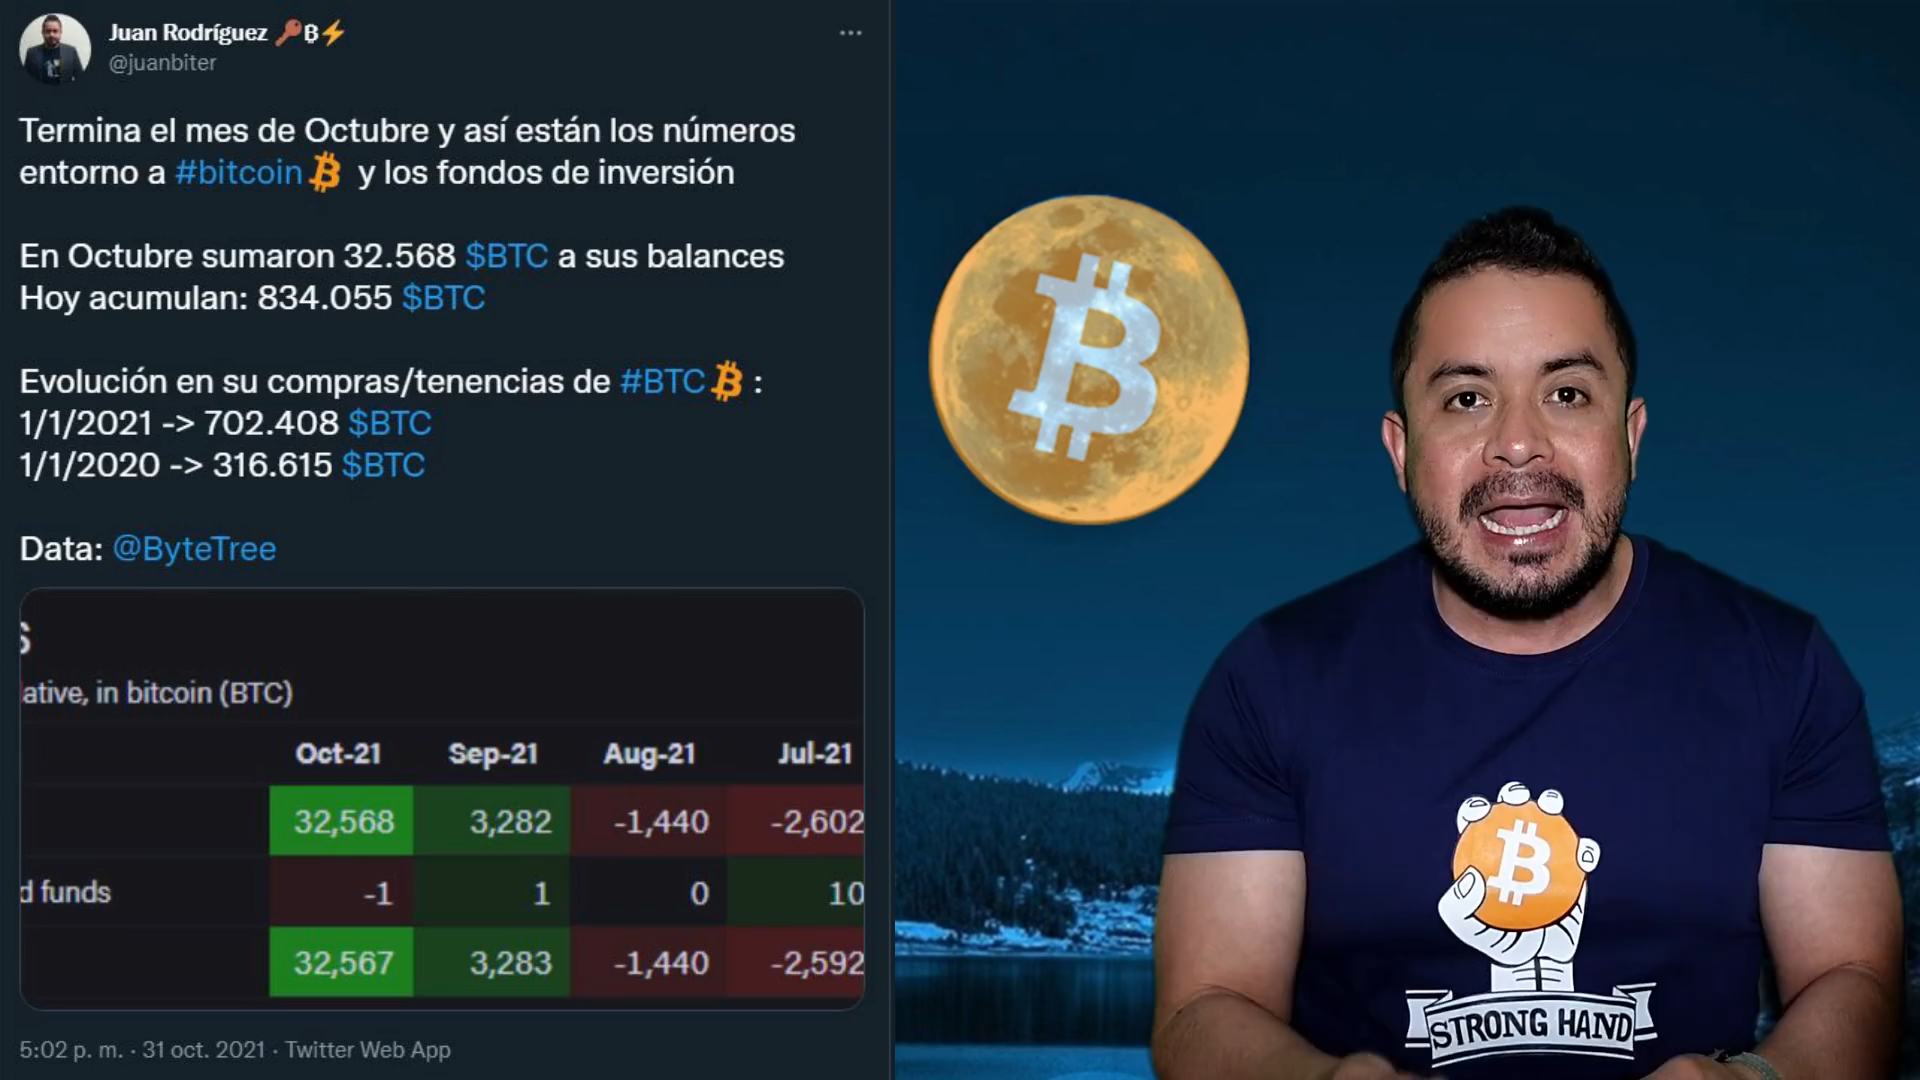 Juan Rodríguez 🔑₿⚡
@juanbiter
Termina el mes de Octubre y así están los números
entorno a #bitcoin₿ y los fondos de inversión
En Octubre sumaron 32.568 $BTC a sus balances
Hoy acumulan: 834.055 $BTC
Evolución en su compras/tenencias de #BTC₿ :
1/1/2021 -> 702.408 $BTC
1/1/2020 -> 316.615 $BTC
Data: @ByteTree
ative, in bitcoin (BTC)
Oct-21 Sep-21 Aug-21 Jul-21
32,568 3,282 -1,440 -2,602
d funds -1 1 0 10
32,567 3,283 -1,440 -2,592
5:02 p. m. · 31 oct. 2021 · Twitter Web App
₿
₿
STRONG HAND